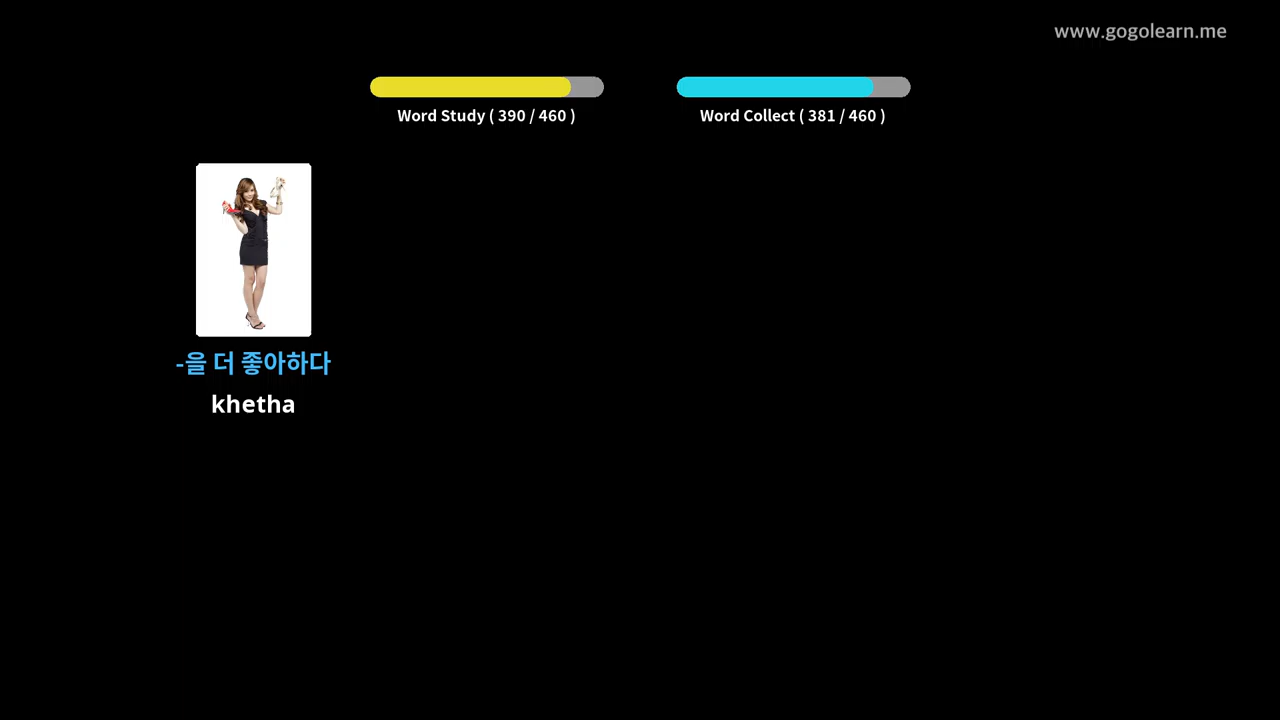 www.gogolearn.me
Word Study ( 390 / 460 )
Word Collect ( 381 / 460 )
-을 더 좋아하다
khetha